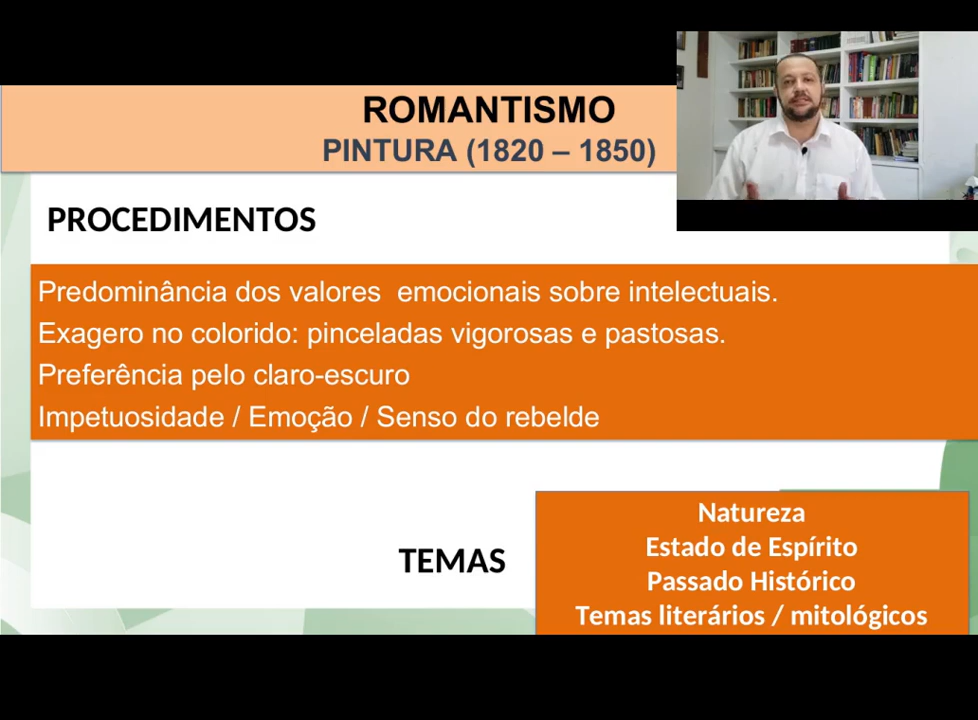 ROMANTISMO
PINTURA (1820 – 1850)
PROCEDIMENTOS
Predominância dos valores  emocionais sobre intelectuais.
Exagero no colorido: pinceladas vigorosas e pastosas.
Preferência pelo claro-escuro
Impetuosidade / Emoção / Senso do rebelde
TEMAS
Natureza
Estado de Espírito
Passado Histórico
Temas literários / mitológicos